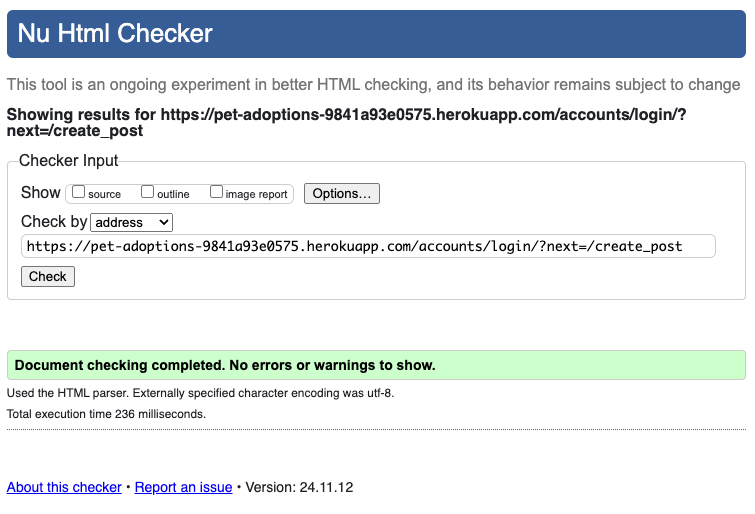 Nu Html Checker
This tool is an ongoing experiment in better HTML checking, and its behavior remains subject to change
Showing results for https://pet-adoptions-9841a93e0575.herokuapp.com/accounts/login/?
next=/create_post
Checker Input
Show source outline image report Options...
Check by address
https://pet-adoptions-9841a93e0575.herokuapp.com/accounts/login/?next=/create_post
Check
Document checking completed. No errors or warnings to show.
Used the HTML parser. Externally specified character encoding was utf-8.
Total execution time 236 milliseconds.
About this checker • Report an issue • Version: 24.11.12